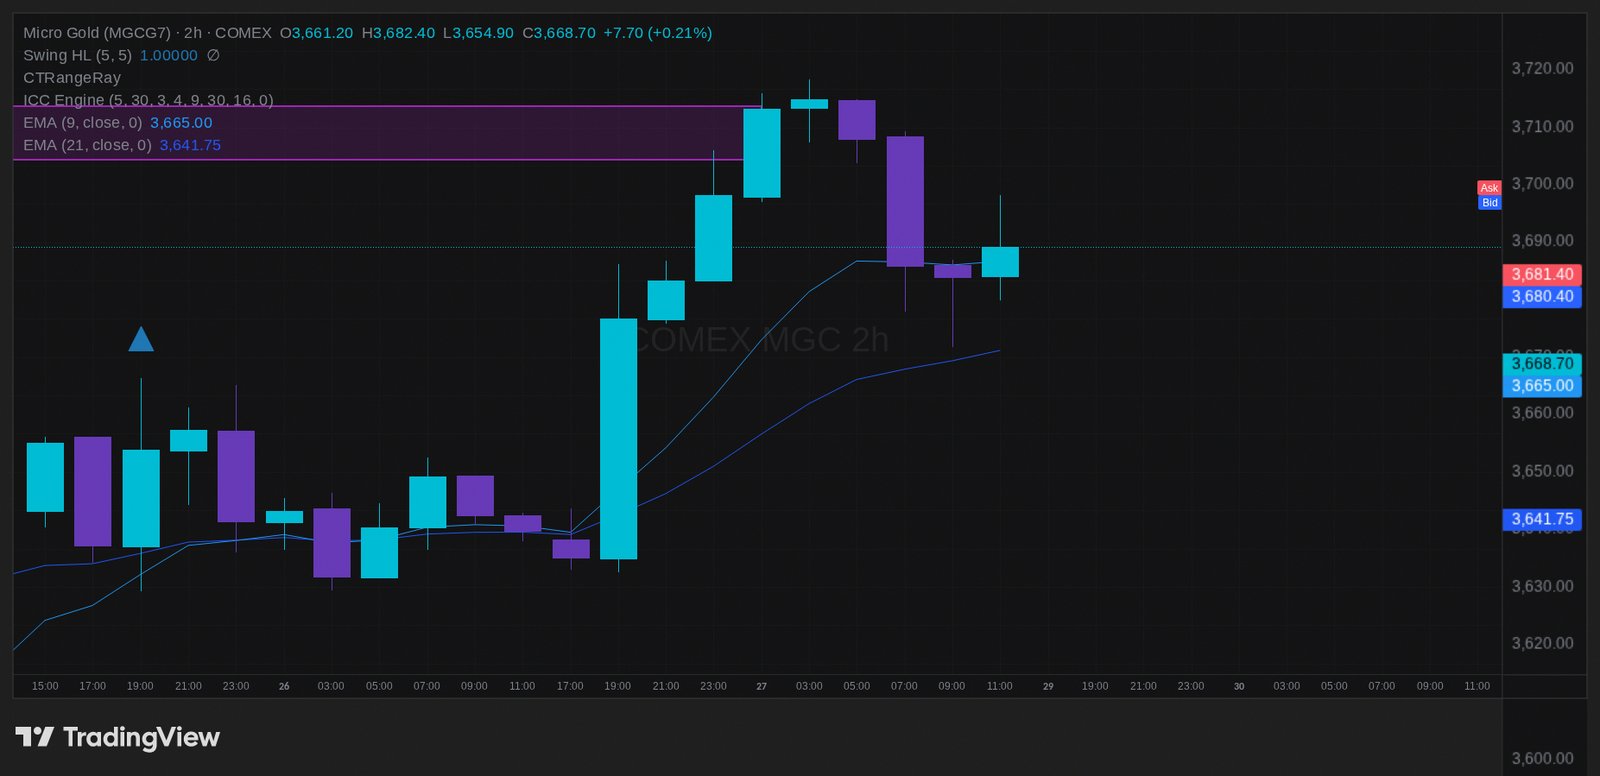 Micro Gold (MGCG7) · 2h · COMEX O3,661.20 H3,682.40 L3,654.90 C3,668.70 +7.70 (+0.21%)
Swing HL (5, 5) 1.00000 ∅
CTRangeRay
ICC Engine (5, 30, 3, 4, 9, 30, 16, 0)
EMA (9, close, 0) 3,665.00
EMA (21, close, 0) 3,641.75
COMEX MGC 2h
3,720.00
3,710.00
3,700.00
Ask
Bid
3,690.00
3,681.40
3,680.40
3,668.70
3,665.00
3,660.00
3,650.00
3,641.75
3,630.00
3,620.00
3,600.00
15:00 17:00 19:00 21:00 23:00 26 03:00 05:00 07:00 09:00 11:00 17:00 19:00 21:00 23:00 27 03:00 05:00 07:00 09:00 11:00 29 19:00 21:00 23:00 30 03:00 05:00 07:00 09:00 11:00
TradingView